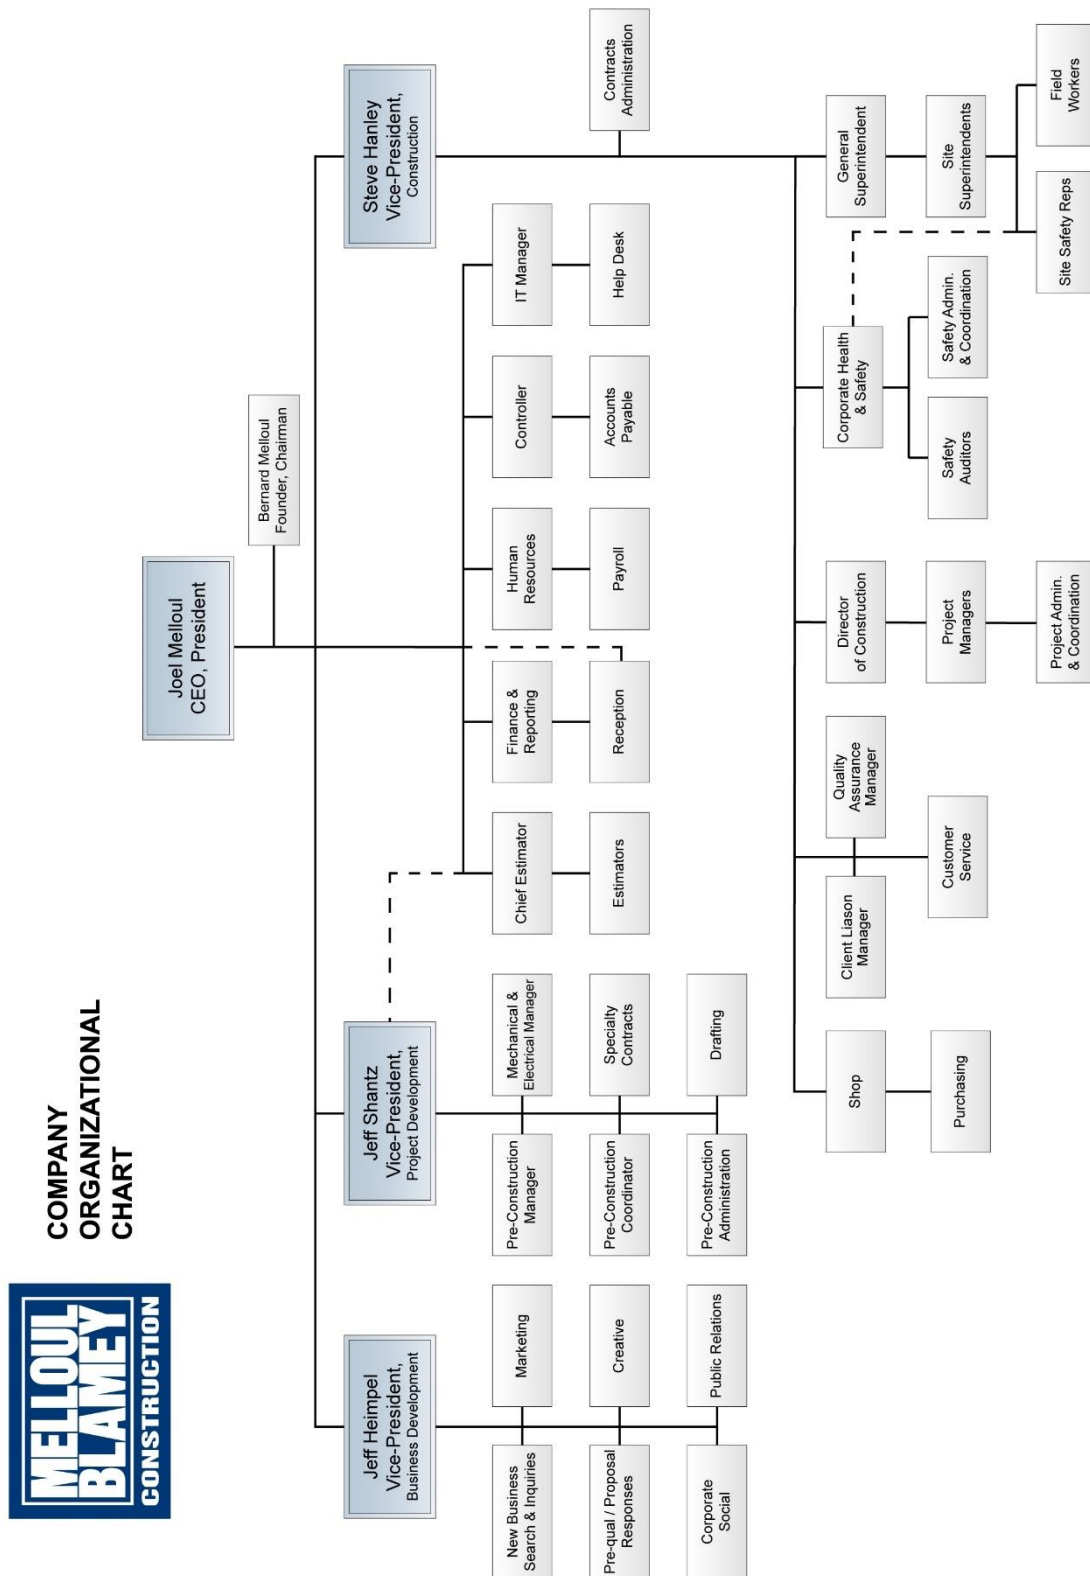 MELLOUL
BLAMEY
CONSTRUCTION
COMPANY
ORGANIZATIONAL
CHART
Joel Melloul
CEO, President
Bernard Melloul
Founder, Chairman
Jeff Heimpel
Vice-President,
Business Development
Jeff Shantz
Vice-President,
Project Development
Steve Hanley
Vice-President,
Construction
New Business
Search & Inquiries
Marketing
Pre-qual / Proposal
Responses
Creative
Corporate
Social
Public Relations
Pre-Construction
Manager
Mechanical &
Electrical Manager
Pre-Construction
Coordinator
Specialty
Contracts
Pre-Construction
Administration
Drafting
Chief Estimator
Finance &
Reporting
Human
Resources
Controller
IT Manager
Estimators
Reception
Payroll
Accounts
Payable
Help Desk
Contracts
Administration
Shop
Purchasing
Client Liason
Manager
Quality
Assurance
Manager
Customer
Service
Director
of Construction
Project
Managers
Project Admin.
& Coordination
Corporate Health
& Safety
Safety
Auditors
Safety Admin.
& Coordination
General
Superintendent
Site
Superintendents
Site Safety Reps
Field
Workers